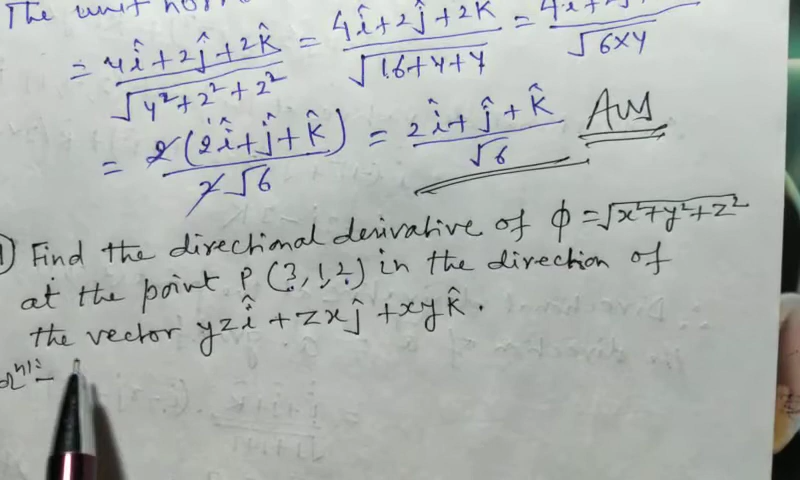 The unit
= 4î + 2ĵ + 2k̂ / √4² + 2² + 2² = 4î + 2ĵ + 2k̂ / √16 + 4 + 4 = 4î + / √6×4
= 2 (2î + ĵ + k̂) / 2√6 = 2î + ĵ + k̂ / √6 Ans
Find the directional derivative of ϕ = √x² + y² + z²
at the point P (3, 1, 2) in the direction of
the vector yzî + zxĵ + xyk̂.